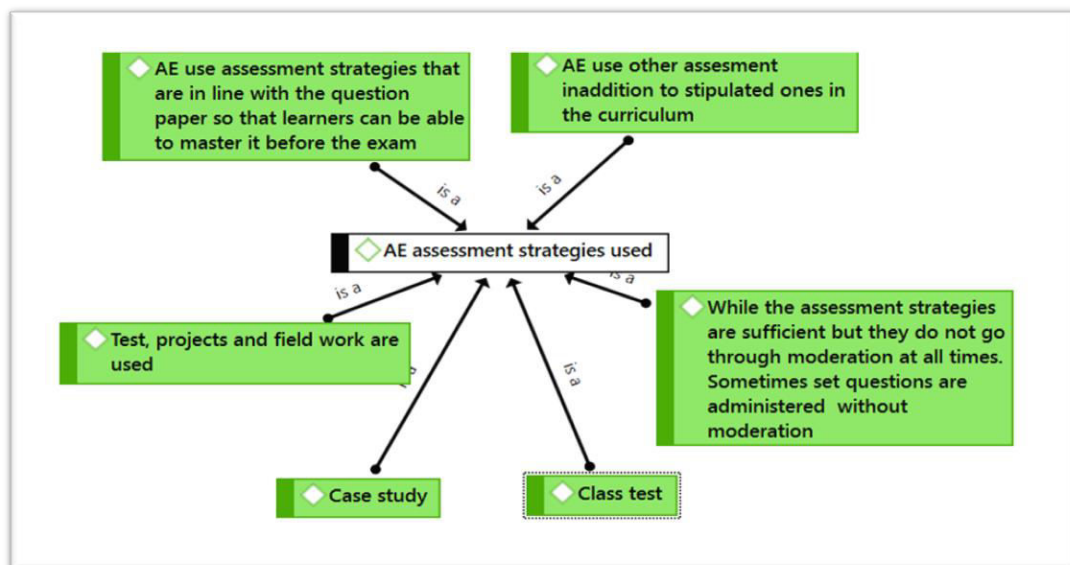 AE use assessment strategies that
are in line with the question
paper so that learners can be able
to master it before the exam
AE use other assesment
inaddition to stipulated ones in
the curriculum
is a
is a
AE assessment strategies used
is a
is a
Test, projects and field work are
used
While the assessment strategies
are sufficient but they do not go
through moderation at all times.
Sometimes set questions are
administered without
moderation
is a
Case study
Class test